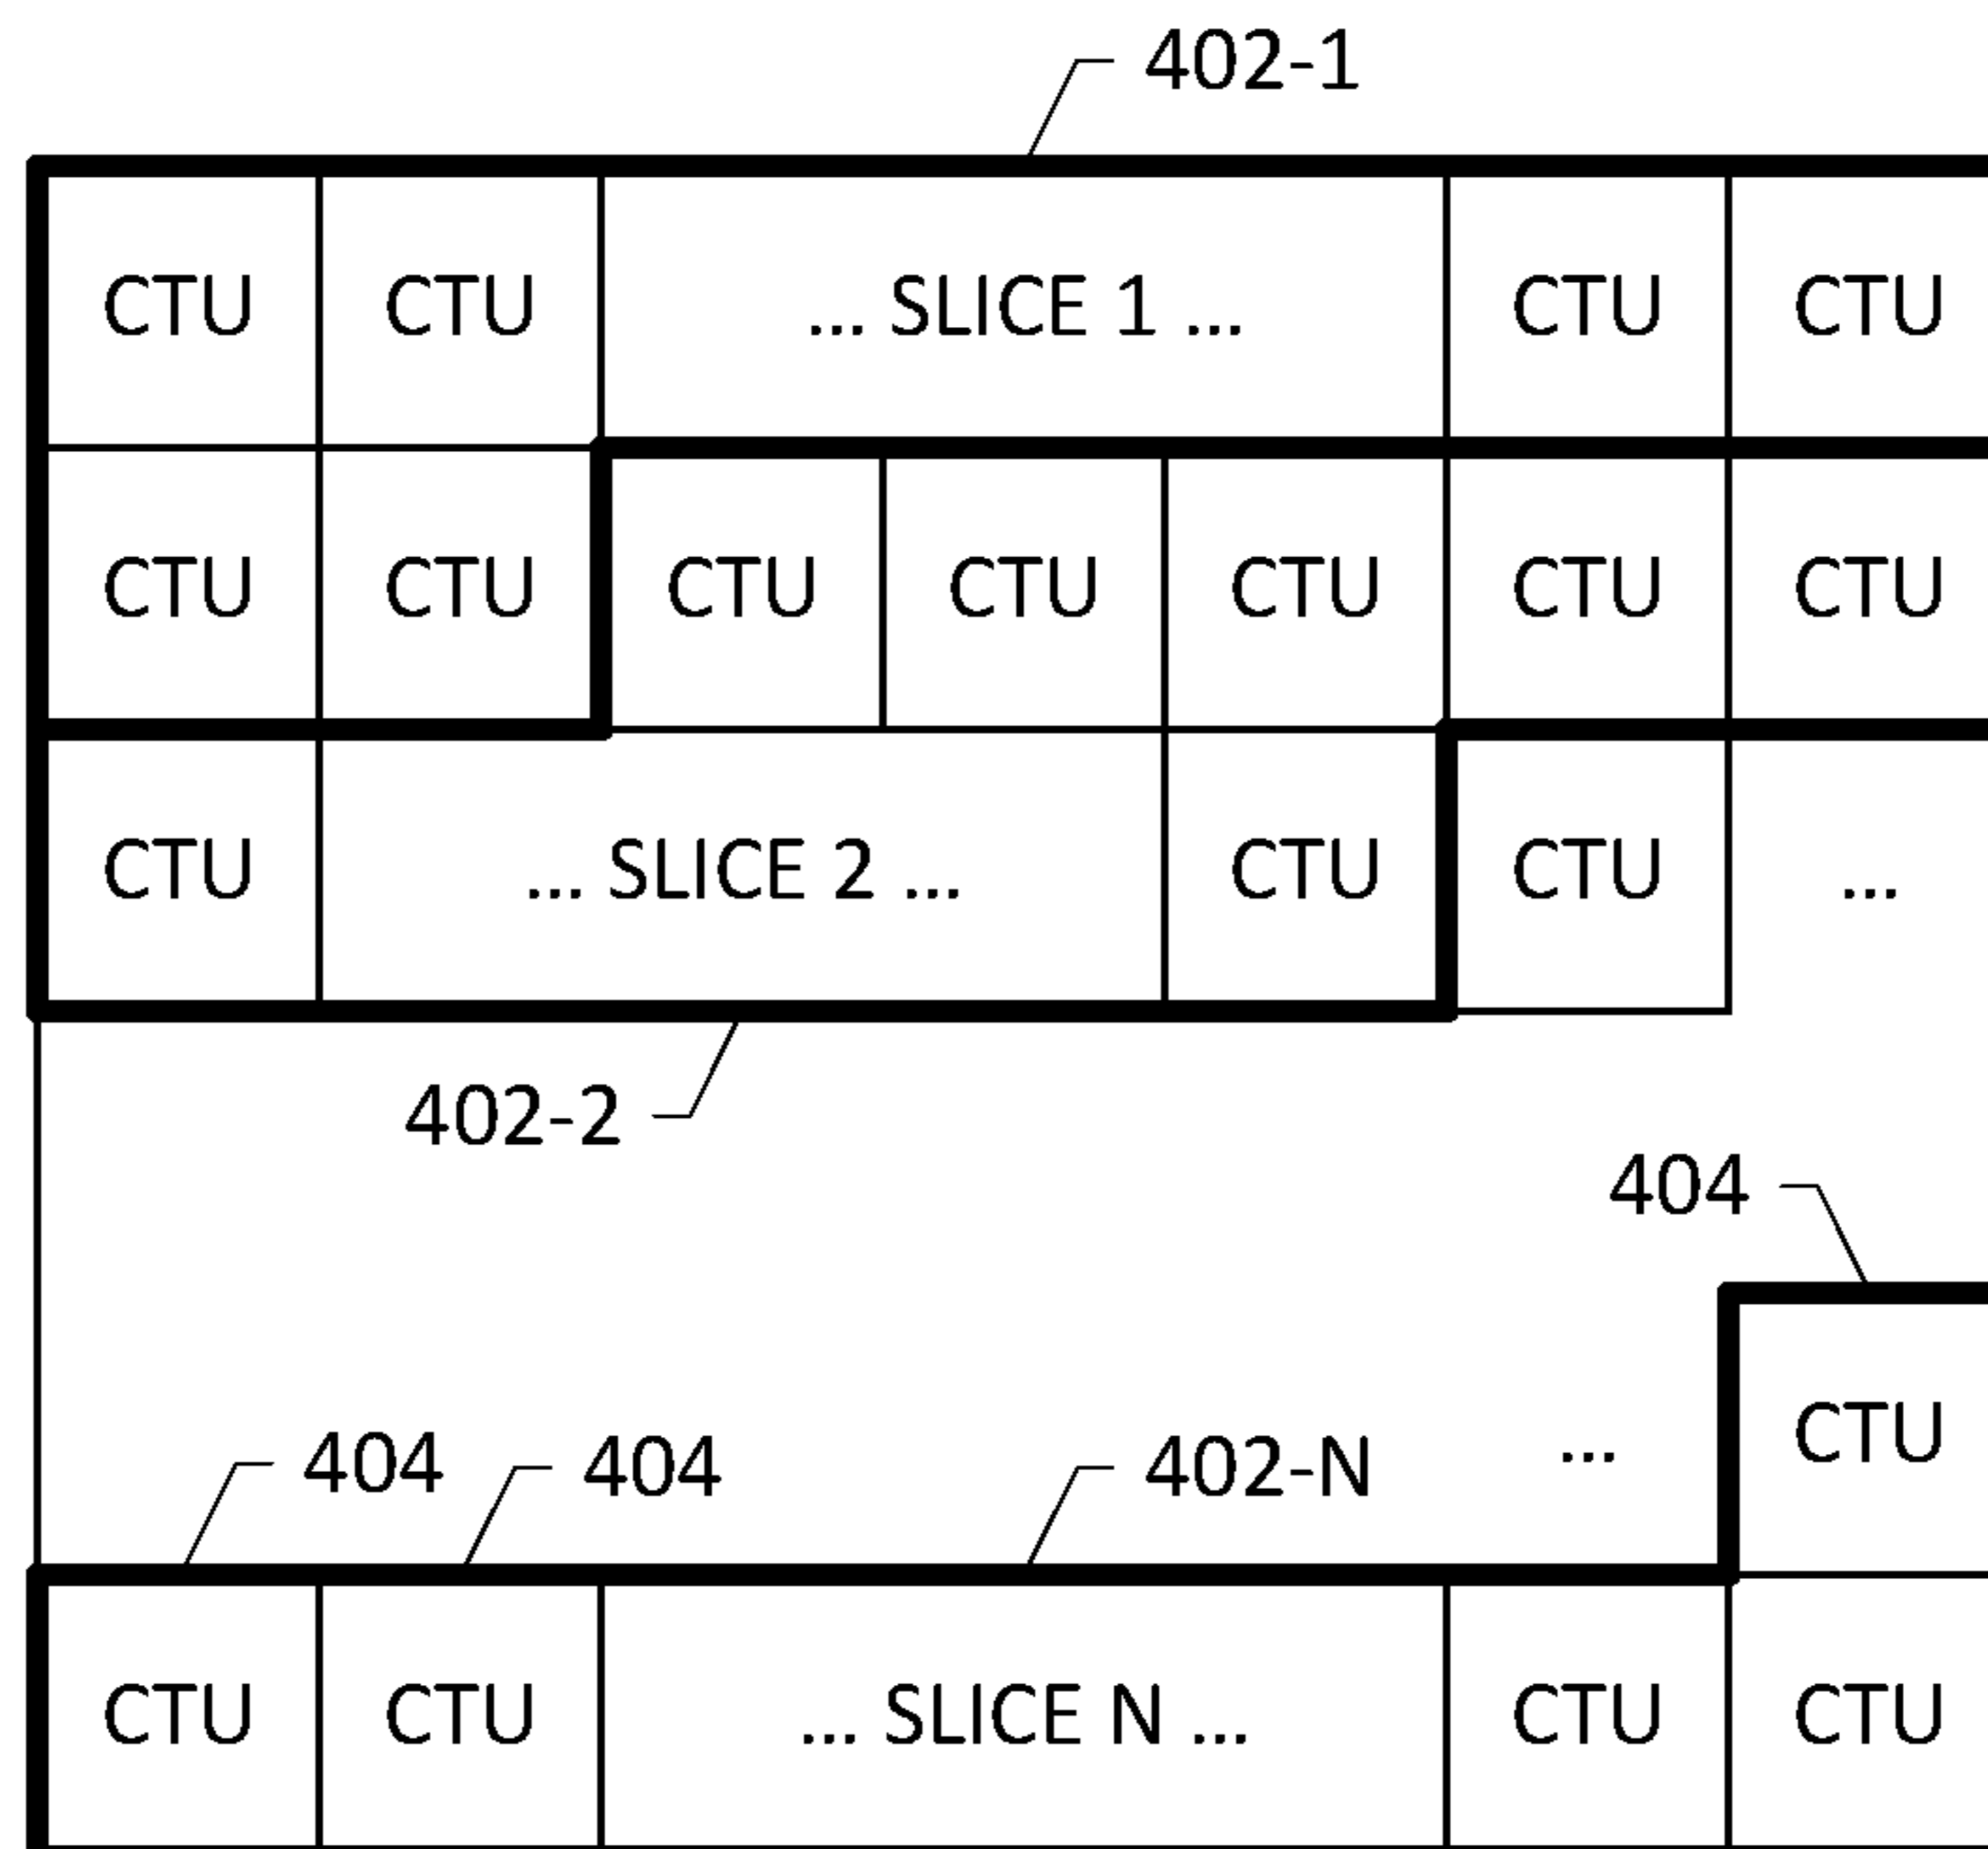 402-1
CTU CTU ... SLICE 1 ... CTU CTU
CTU CTU CTU CTU CTU CTU CTU
CTU ... SLICE 2 ... CTU CTU ...
402-2
404
... CTU
404 404 402-N
CTU CTU ... SLICE N ... CTU CTU